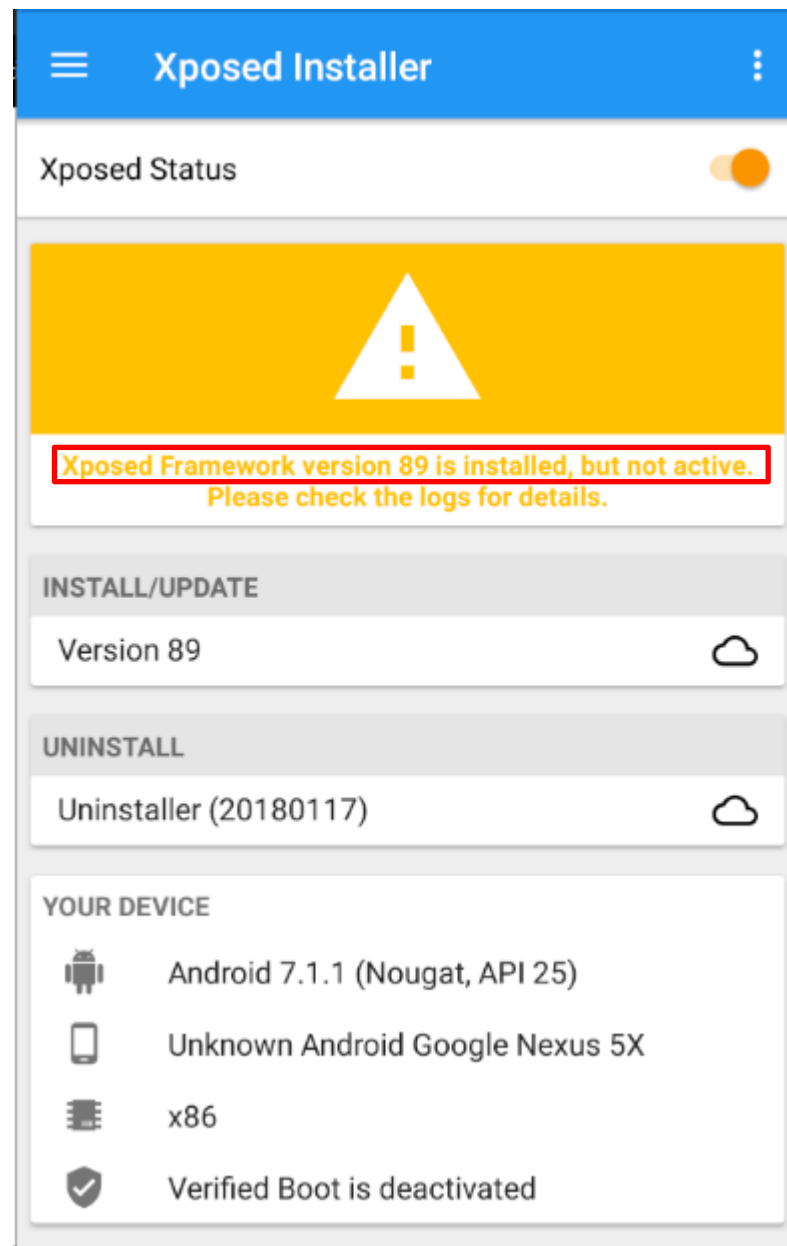 Xposed Installer
Xposed Status
Xposed Framework version 89 is installed, but not active.
Please check the logs for details.
INSTALL/UPDATE
Version 89
UNINSTALL
Uninstaller (20180117)
YOUR DEVICE
Android 7.1.1 (Nougat, API 25)
Unknown Android Google Nexus 5X
x86
Verified Boot is deactivated